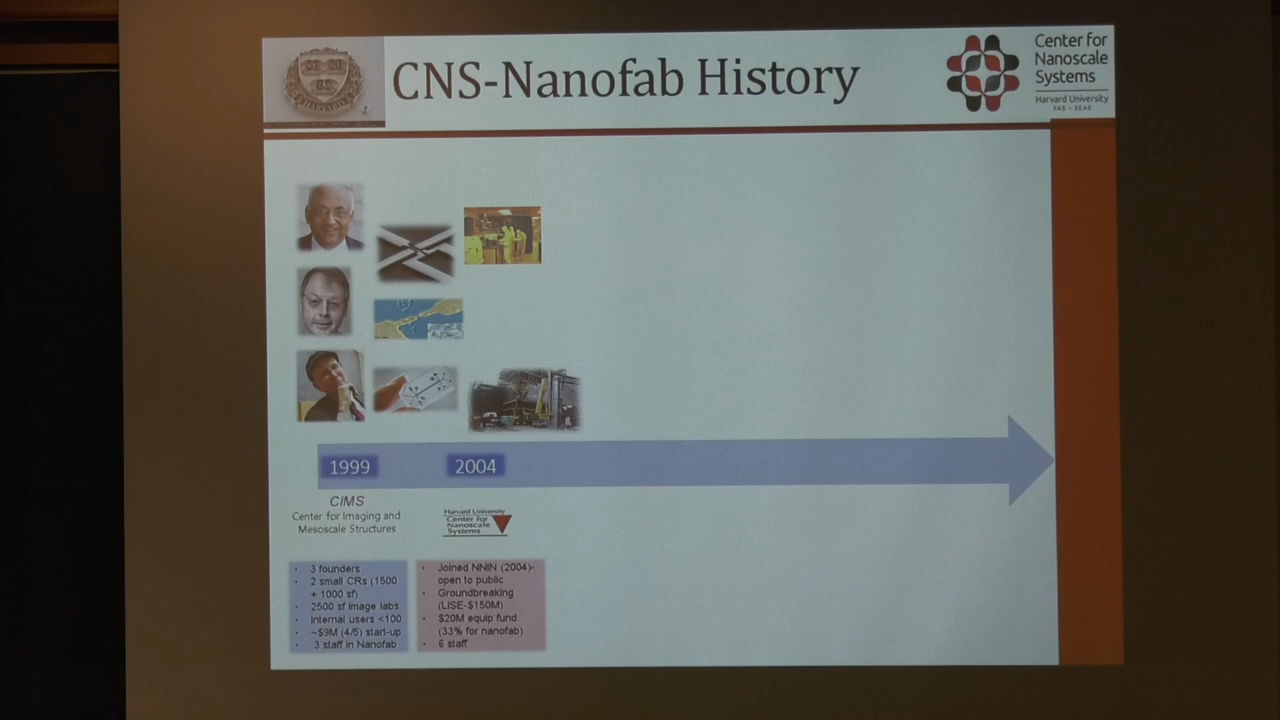 CNS-Nanofab History
HARVARD
Center for
Nanoscale
Systems
Harvard University
FAS • SEAS
1999
2004
CIMS
Center for Imaging and
Mesoscale Structures
Harvard University
Center for
Nanoscale
Systems
• 3 founders
• 2 small CRs (1500
+ 1000 sf)
• 2500 sf image labs
• Internal users <100
• ~$9M (4/5) start-up
• 3 staff in Nanofab
• Joined NNIN (2004)-
open to public
• Groundbreaking
(LISE-$150M)
• $20M equip fund
(33% for nanofab)
• 6 staff